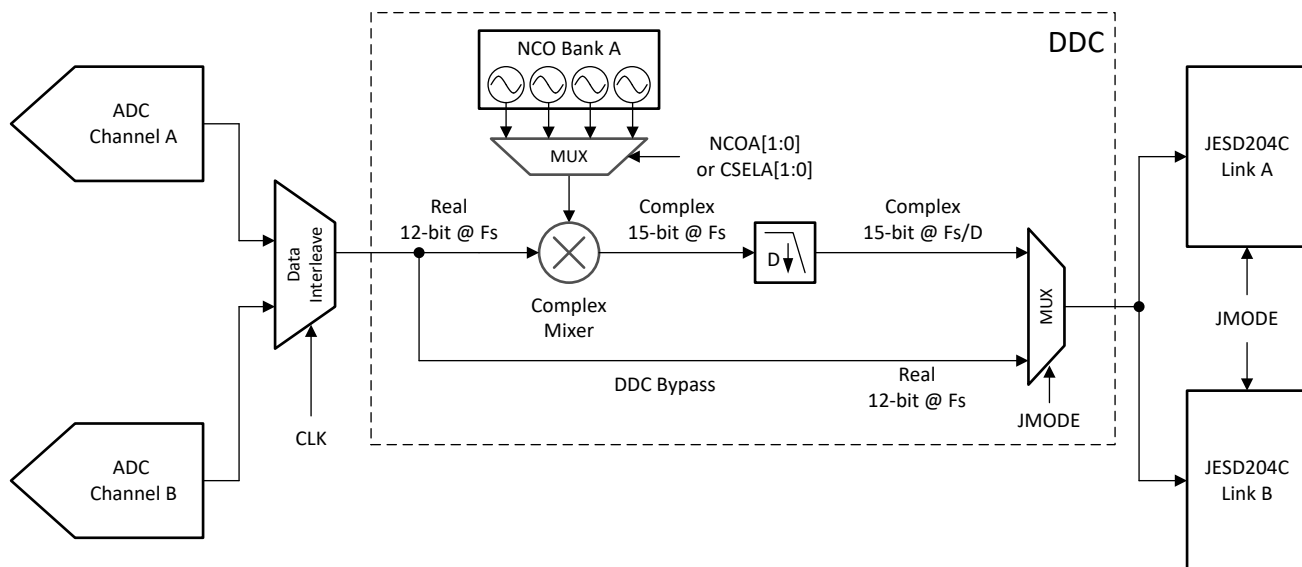 DDC
NCO Bank A
ADC
Channel A
MUX
NCOA[1:0]
or CSELA[1:0]
JESD204C
Link A
Data
Interleave
Real
12-bit @ Fs
Complex
15-bit @ Fs
D
Complex
15-bit @ Fs/D
MUX
Complex
Mixer
JMODE
DDC Bypass
Real
12-bit @ Fs
JMODE
CLK
ADC
Channel B
JESD204C
Link B